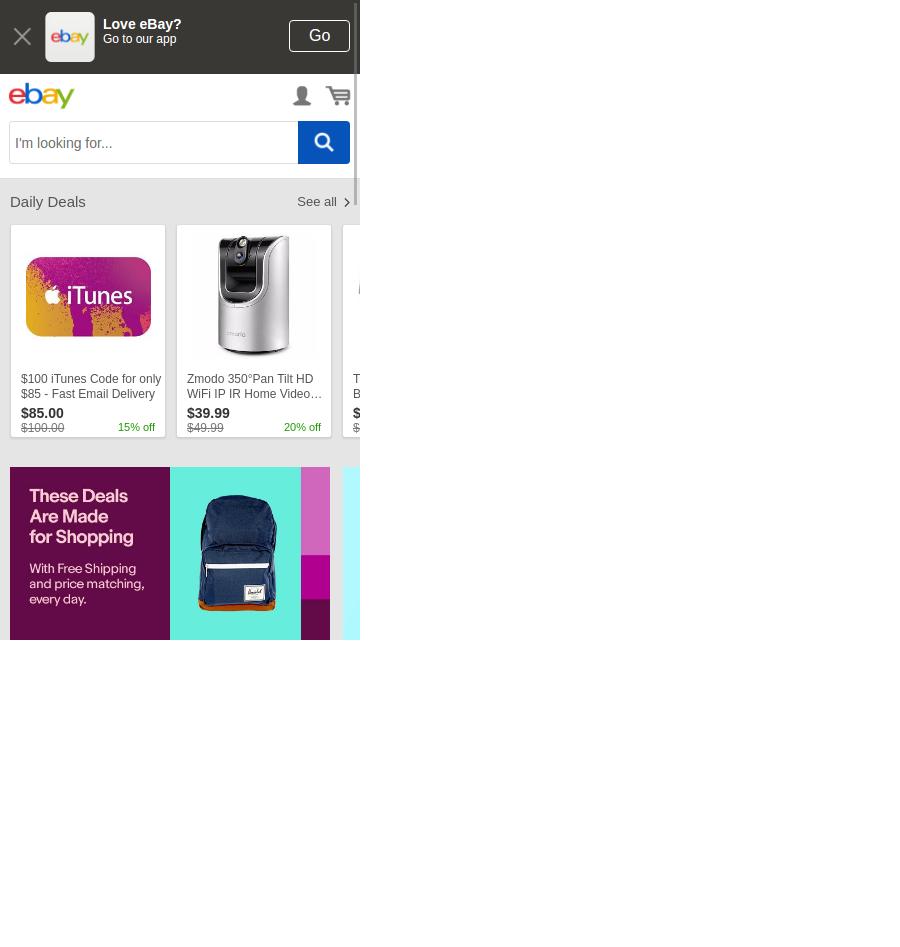 Love eBay?
Go to our app
Go
ebay
ebay
I'm looking for...
Daily Deals
See all
iTunes
$100 iTunes Code for only
$85 - Fast Email Delivery
$85.00
$100.00 15% off
Zmodo 350°Pan Tilt HD
WiFi IP IR Home Video...
$39.99
$49.99 20% off
T
B
$
$
These Deals
Are Made
for Shopping
With Free Shipping
and price matching,
every day.